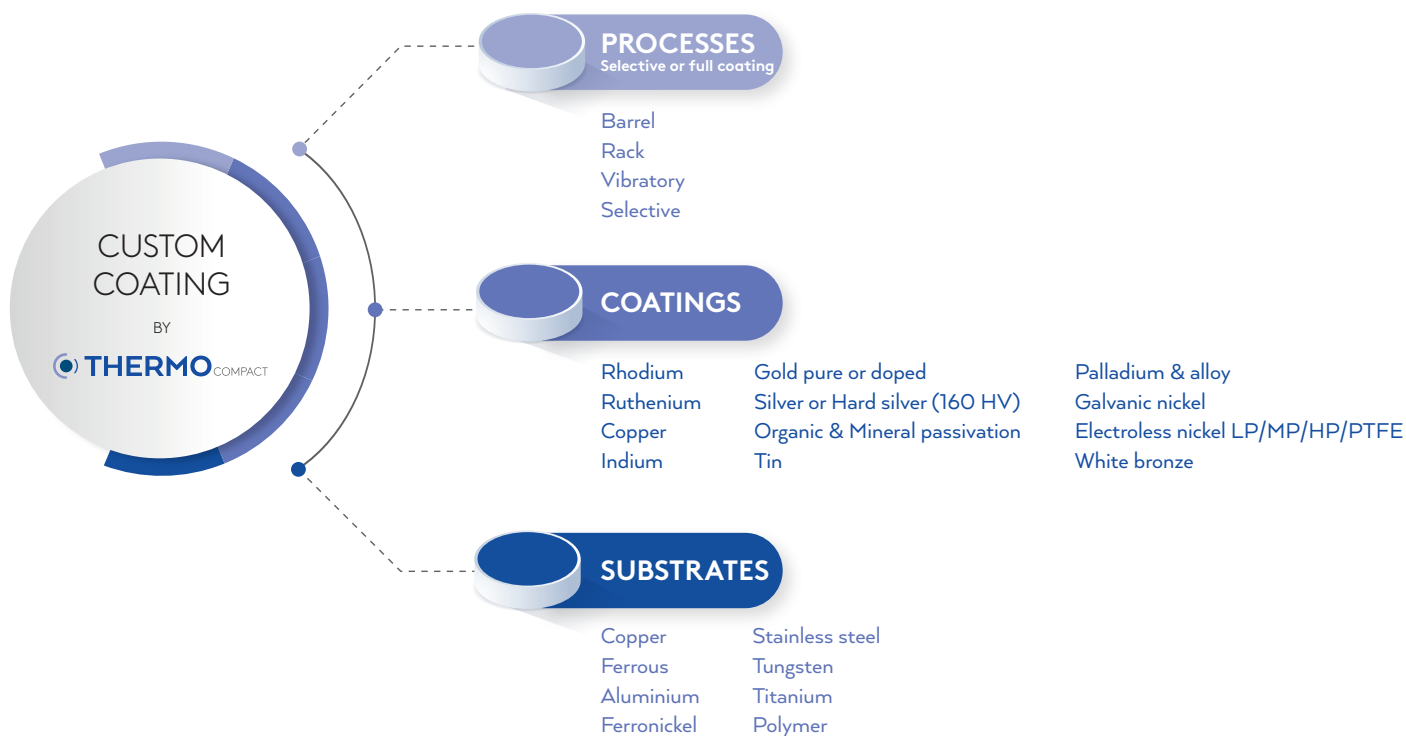 CUSTOM
COATING
BY
THERMO COMPACT
PROCESSES
Selective or full coating
Barrel
Rack
Vibratory
Selective
COATINGS
Rhodium
Ruthenium
Copper
Indium
Gold pure or doped
Silver or Hard silver (160 HV)
Organic & Mineral passivation
Tin
Palladium & alloy
Galvanic nickel
Electroless nickel LP/MP/HP/PTFE
White bronze
SUBSTRATES
Copper
Ferrous
Aluminium
Ferronickel
Stainless steel
Tungsten
Titanium
Polymer